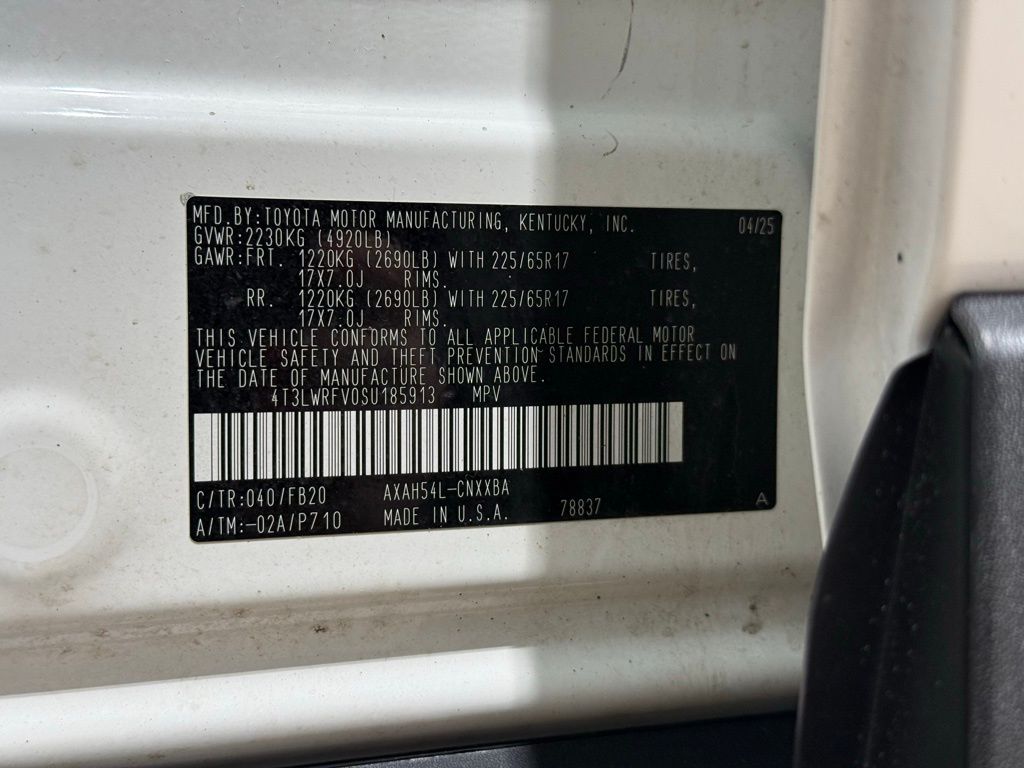 MFD.BY:TOYOTA MOTOR MANUFACTURING, KENTUCKY, INC. 04/25
GVWR:2230KG (4920LB)
GAWR:FRT. 1220KG (2690LB) WITH 225/65R17 TIRES,
17X7.0J RIMS.
RR. 1220KG (2690LB) WITH 225/65R17 TIRES,
17X7.0J RIMS.
THIS VEHICLE CONFORMS TO ALL APPLICABLE FEDERAL MOTOR
VEHICLE SAFETY AND THEFT PREVENTION STANDARDS IN EFFECT ON
THE DATE OF MANUFACTURE SHOWN ABOVE.
4T3LWRFV0SU185913 MPV
C/TR:040/FB20 AXAH54L-CNXXBA
A/TM:-02A/P710 MADE IN U.S.A. 78837 A